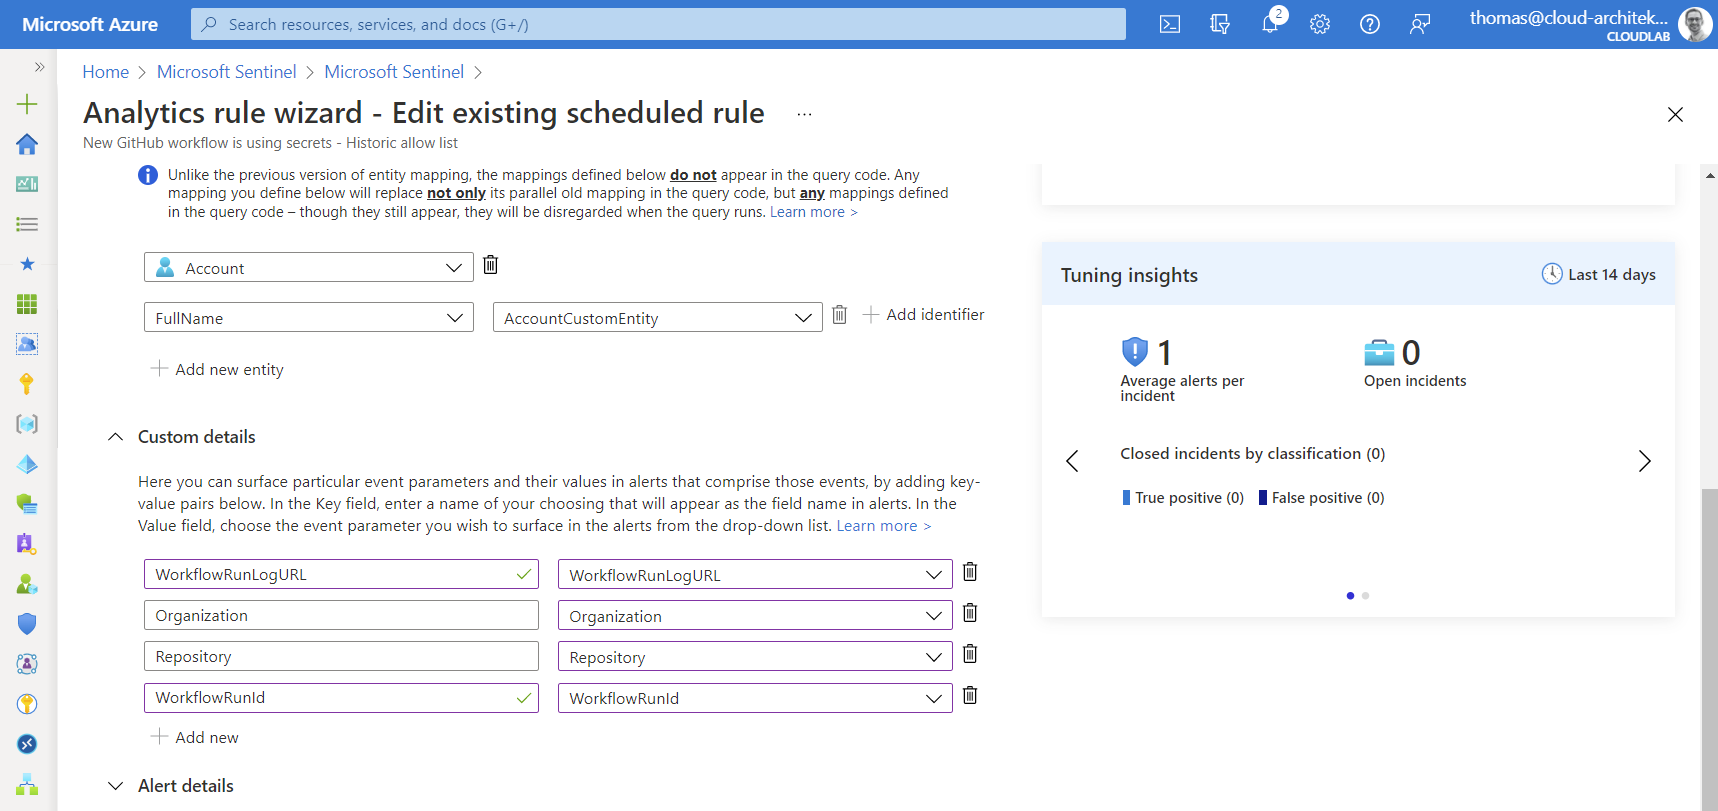 Microsoft Azure
Search resources, services, and docs (G+/)
2
thomas@cloud-architek...
CLOUDLAB
Home > Microsoft Sentinel > Microsoft Sentinel >
Analytics rule wizard - Edit existing scheduled rule ...
New GitHub workflow is using secrets - Historic allow list
Unlike the previous version of entity mapping, the mappings defined below do not appear in the query code. Any
mapping you define below will replace not only its parallel old mapping in the query code, but any mappings defined
in the query code – though they still appear, they will be disregarded when the query runs. Learn more >
Account
FullName
AccountCustomEntity
Add identifier
Add new entity
Custom details
Here you can surface particular event parameters and their values in alerts that comprise those events, by adding key-
value pairs below. In the Key field, enter a name of your choosing that will appear as the field name in alerts. In the
Value field, choose the event parameter you wish to surface in the alerts from the drop-down list. Learn more >
WorkflowRunLogURL
WorkflowRunLogURL
Organization
Organization
Repository
Repository
WorkflowRunId
WorkflowRunId
Add new
Alert details
Tuning insights
Last 14 days
1
Average alerts per
incident
0
Open incidents
Closed incidents by classification (0)
True positive (0)
False positive (0)